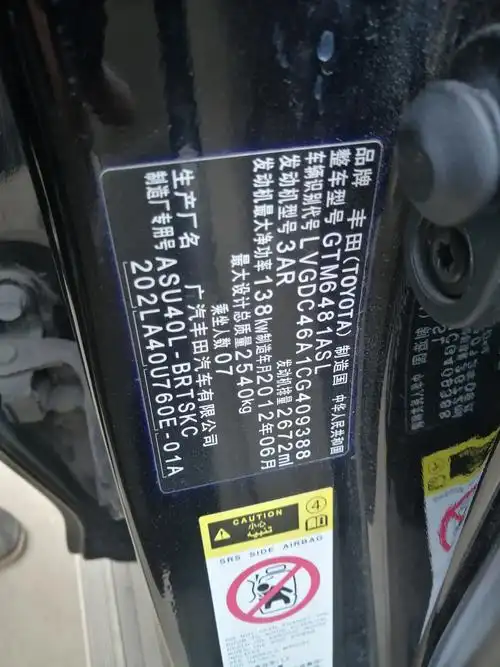 品牌 丰田(TOYOTA) 制造国 中华人民共和国
整车型号 GTM6481ASL
车辆识别代号 LVGDC46A1CG409388
发动机型号 3AR 发动机排量 2672ml
发动机最大净功率 138KW 制造年月 2012年06月
最大设计总质量 2540kg
乘坐人数 07
生产厂名 广汽丰田汽车有限公司
制造厂专用号 ASU40L-BRTSKC
202LA40U760E-01A
CAUTION
小心
تنبيه
4
SRS SIDE AIRBAG